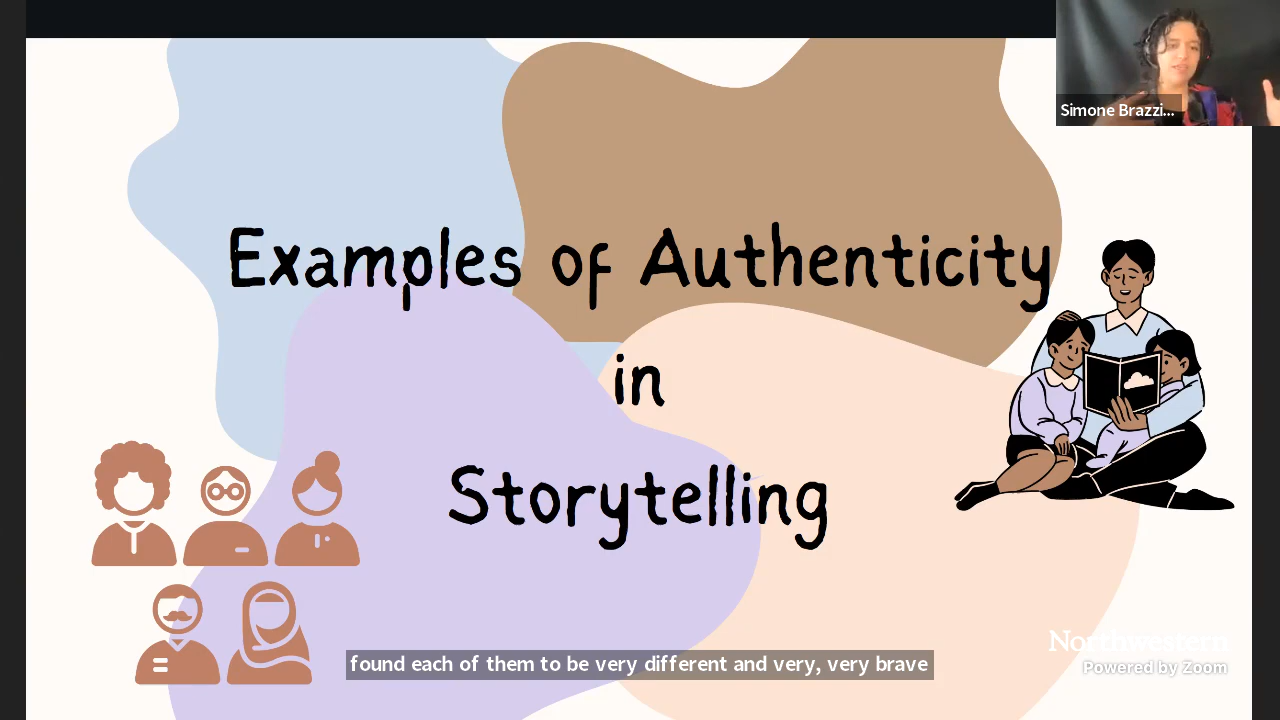 Simone Brazzi...
Examples of Authenticity
in
Storytelling
found each of them to be very different and very, very brave
Northwestern
Powered by Zoom